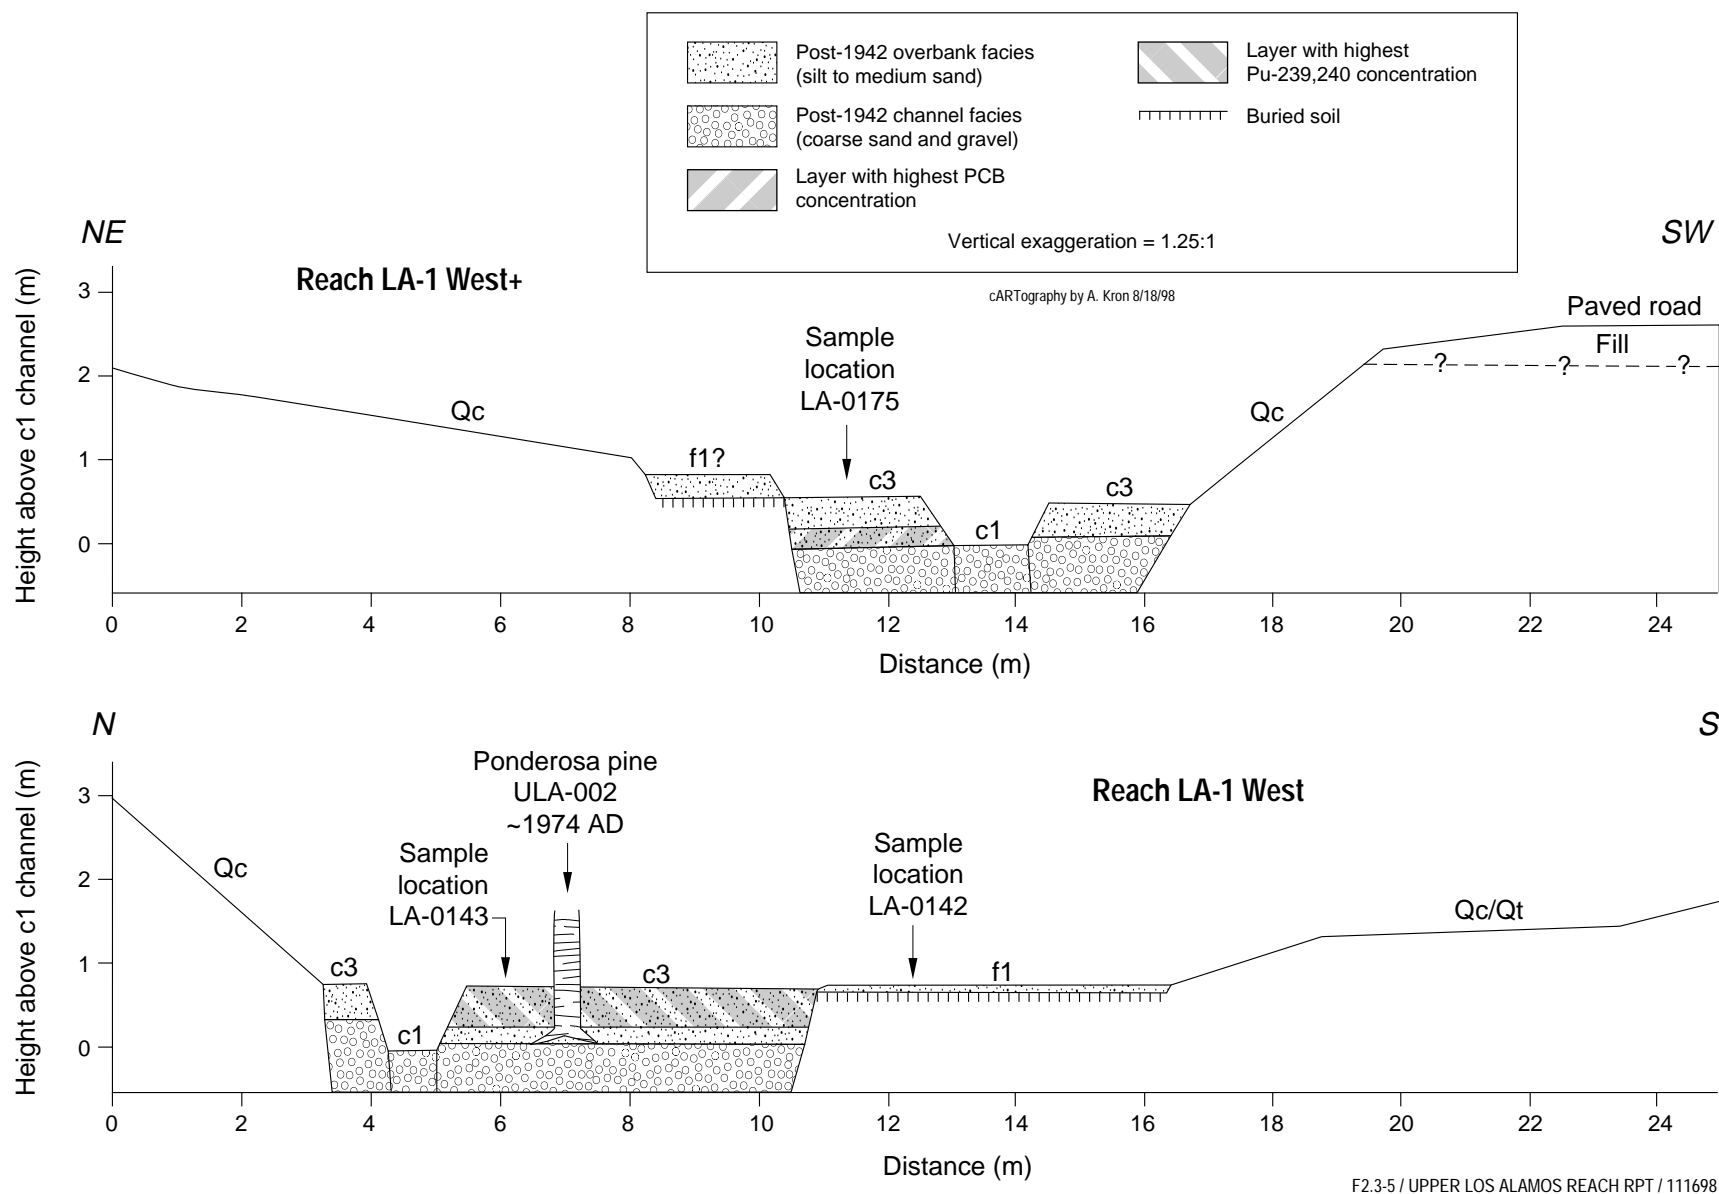 Post-1942 overbank facies
(silt to medium sand)
Post-1942 channel facies
(coarse sand and gravel)
Layer with highest PCB
concentration
Layer with highest
Pu-239,240 concentration
Buried soil
Vertical exaggeration = 1.25:1
cARTography by A. Kron 8/18/98
NE
SW
Reach LA-1 West+
Height above c1 channel (m)
3
2
1
0
Sample
location
LA-0175
Paved road
Fill
? ? ?
Qc
Qc
f1?
c3
c3
c1
0 2 4 6 8 10 12 14 16 18 20 22 24
Distance (m)
N
S
Reach LA-1 West
Height above c1 channel (m)
3
2
1
0
Ponderosa pine
ULA-002
~1974 AD
Sample
location
LA-0143
Sample
location
LA-0142
Qc
Qc/Qt
c3
c1
c3
f1
0 2 4 6 8 10 12 14 16 18 20 22 24
Distance (m)
F2.3-5 / UPPER LOS ALAMOS REACH RPT / 111698